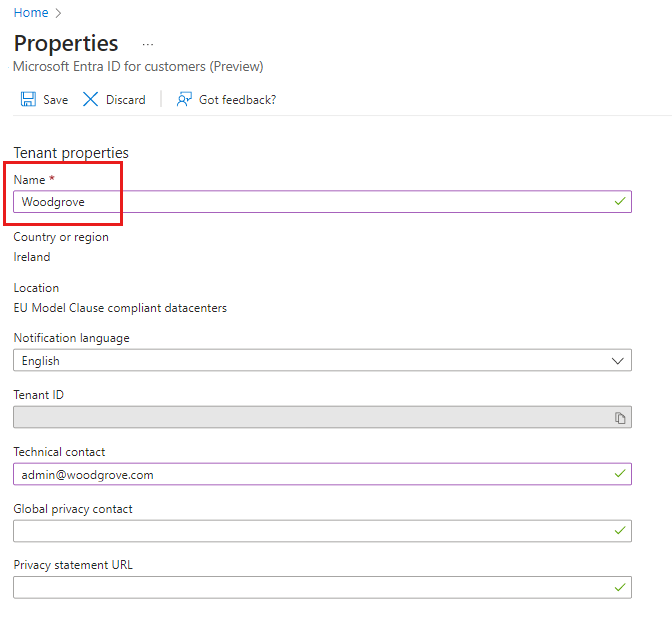 Home
Properties ...
Microsoft Entra ID for customers (Preview)
Save Discard Got feedback?
Tenant properties
Name *
Woodgrove
Country or region
Ireland
Location
EU Model Clause compliant datacenters
Notification language
English
Tenant ID
Technical contact
admin@woodgrove.com
Global privacy contact
Privacy statement URL